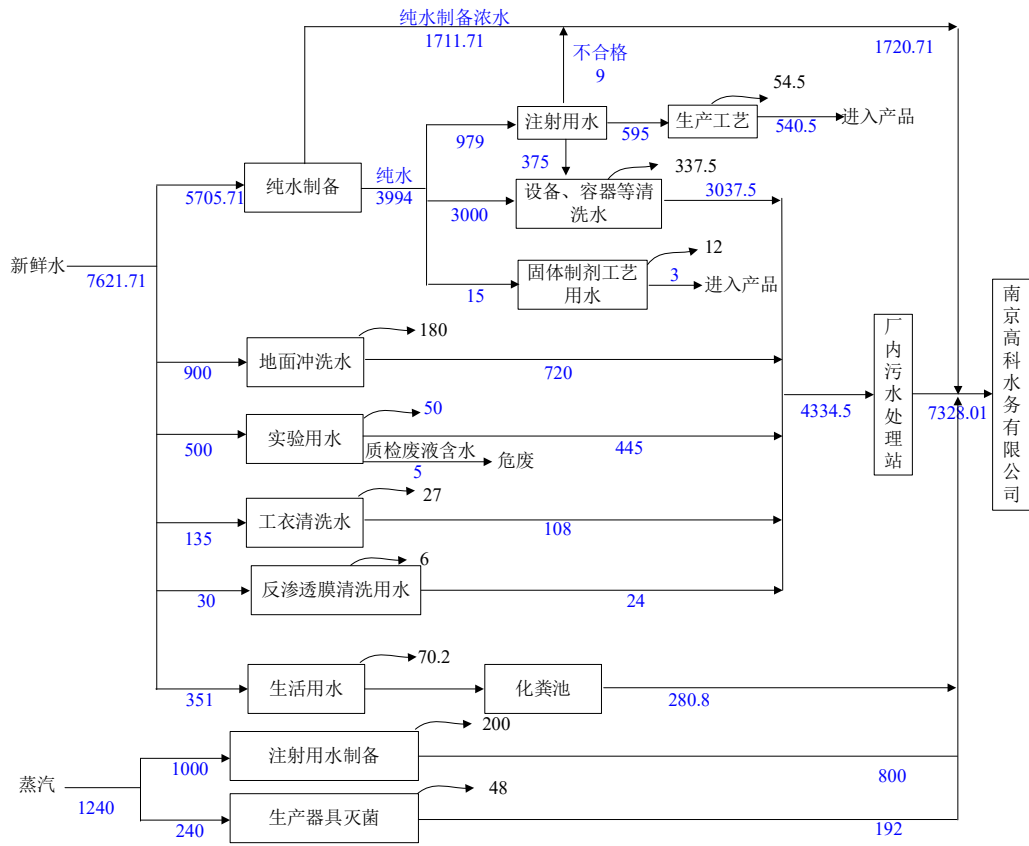 纯水制备浓水
1711.71
1720.71
不合格
9
54.5
注射用水
生产工艺
进入产品
979
595
540.5
375
337.5
纯水制备
纯水
5705.71
3994
设备、容器等清
洗水
3037.5
3000
新鲜水
7621.71
12
固体制剂工艺
用水
3
进入产品
15
180
地面冲洗水
900
720
厂内污水处理站
南京高科水务有限公司
4334.5
7328.01
50
实验用水
质检废液含水
危废
500
5
445
27
工衣清洗水
135
108
6
反渗透膜清洗用水
30
24
70.2
生活用水
化粪池
351
280.8
200
注射用水制备
1000
800
蒸汽
1240
48
生产器具灭菌
240
192